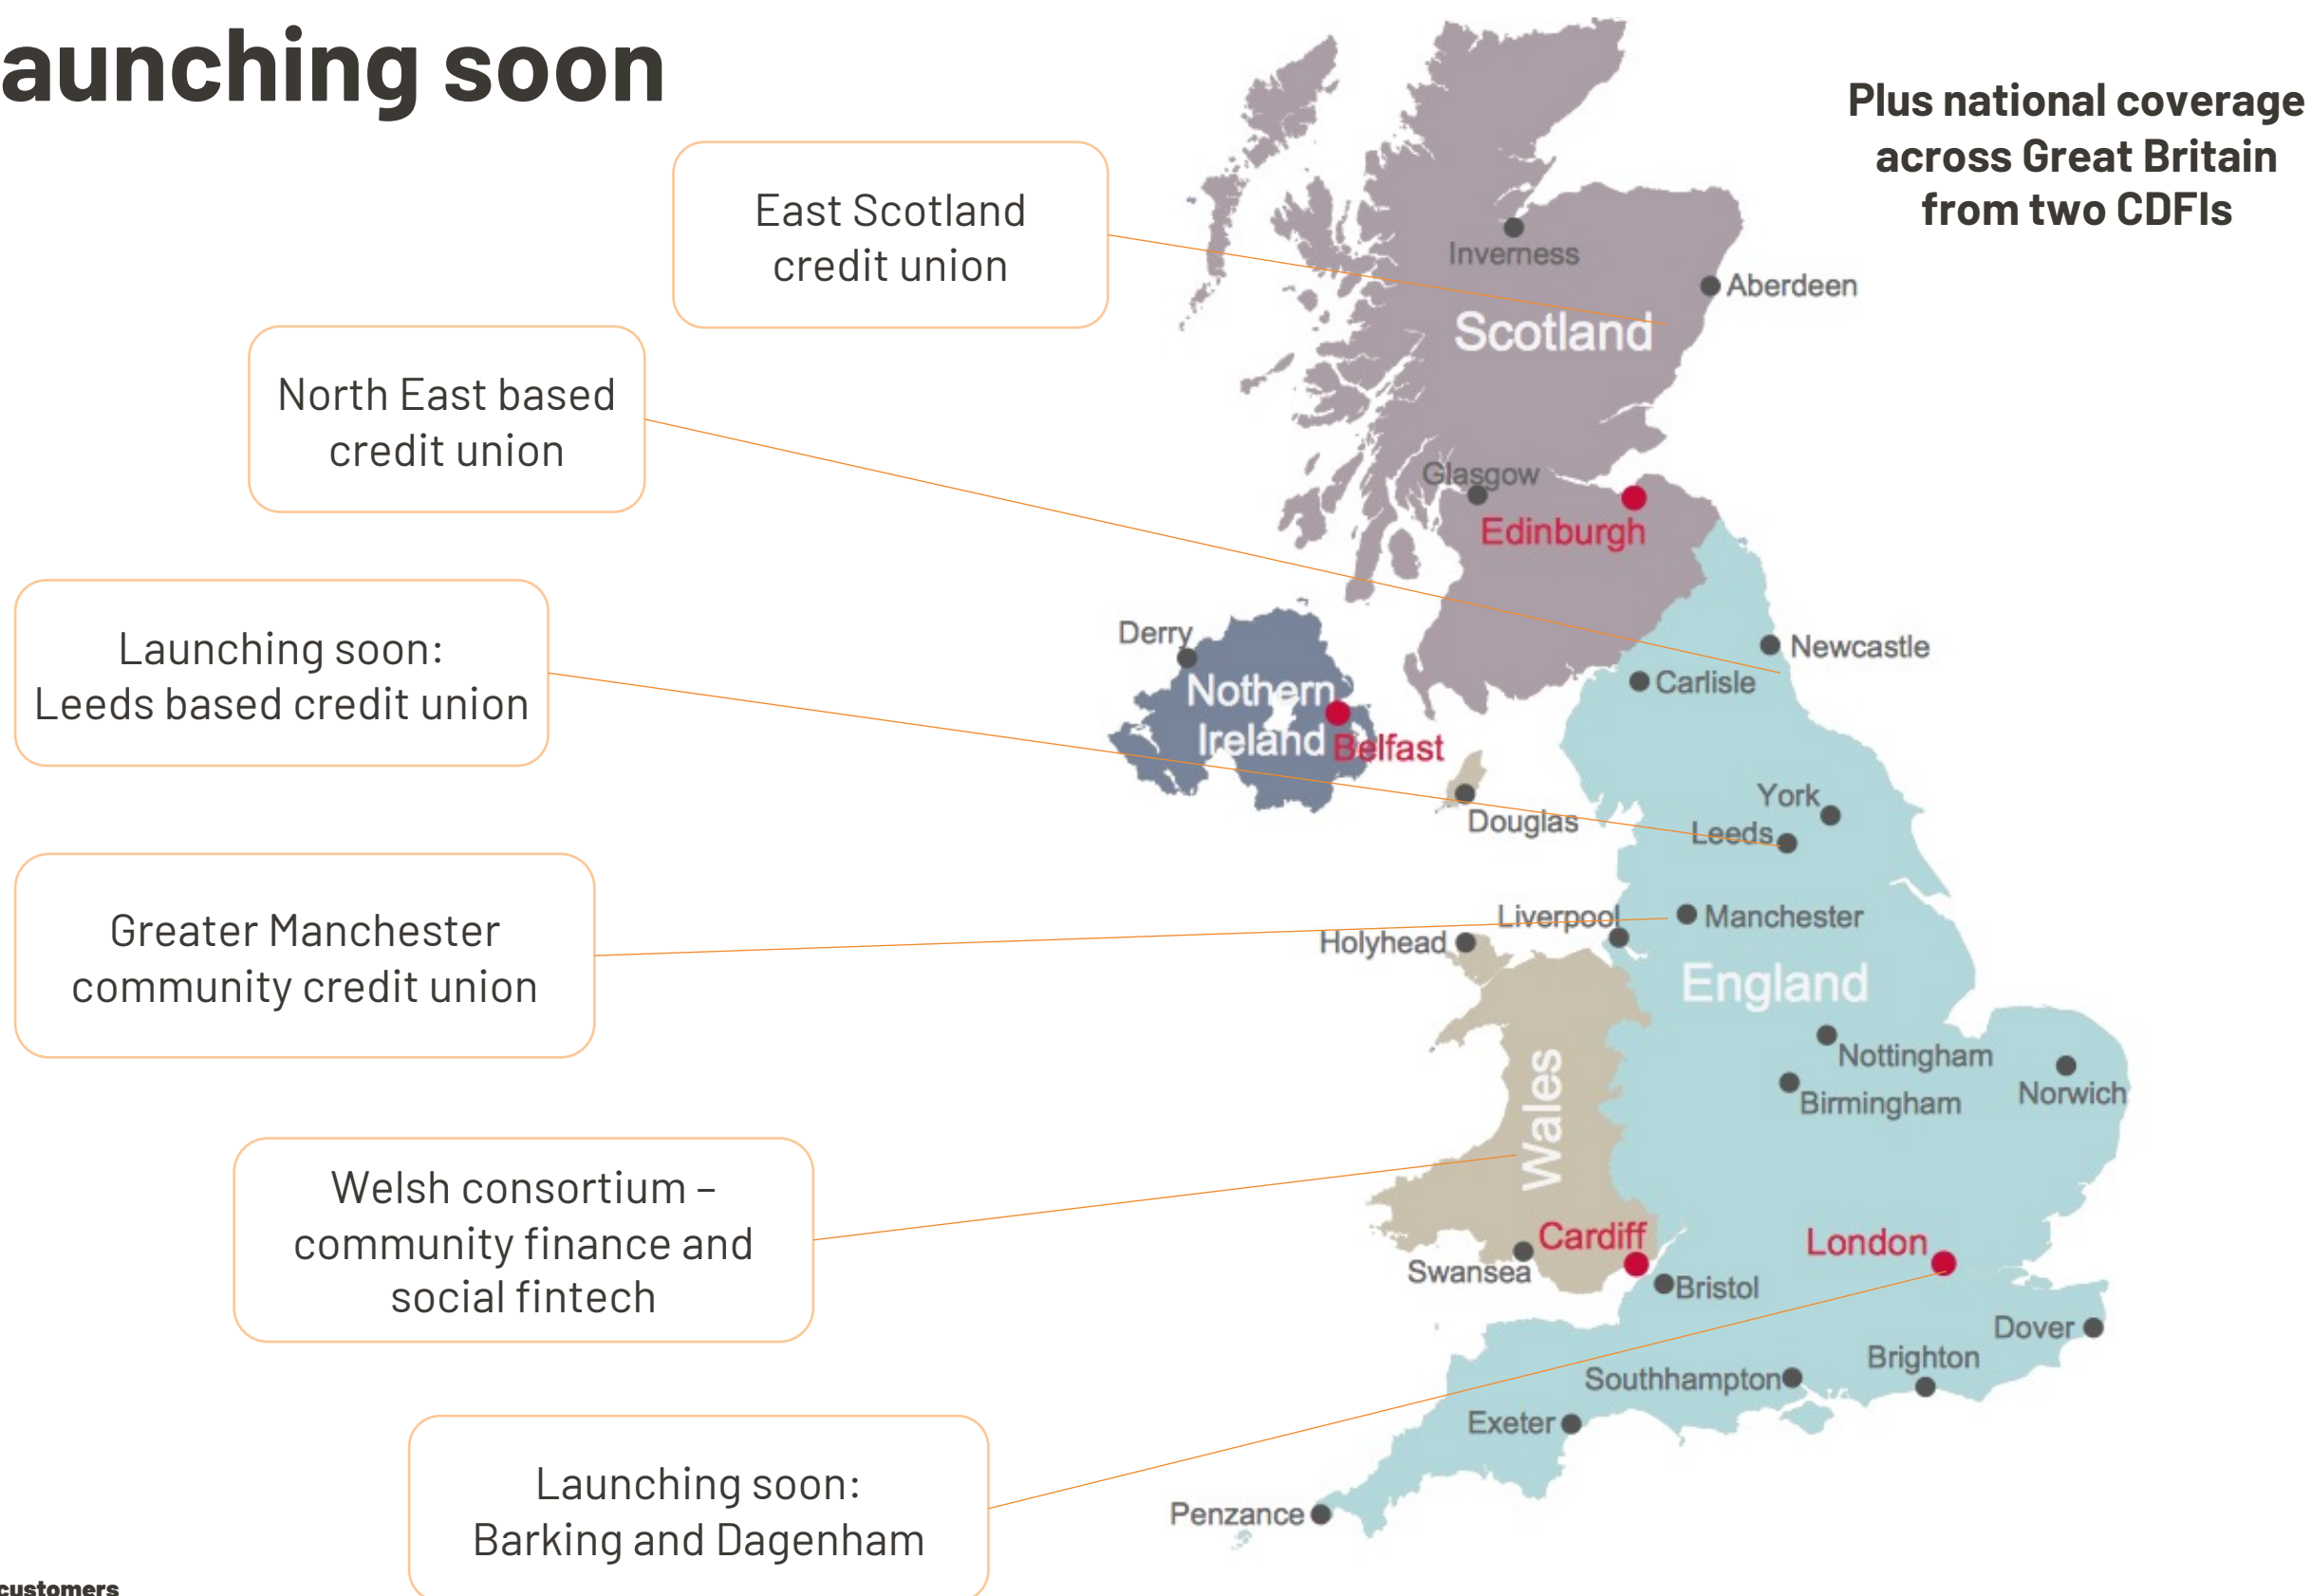 aunching soon
Plus national coverage
across Great Britain
from two CDFIs
East Scotland
credit union
North East based
credit union
Launching soon:
Leeds based credit union
Greater Manchester
community credit union
Welsh consortium –
community finance and
social fintech
Launching soon:
Barking and Dagenham
Inverness
Aberdeen
Scotland
Glasgow
Edinburgh
Derry
Nothern
Ireland
Belfast
Newcastle
Carlisle
Douglas
York
Leeds
Liverpool
Manchester
Holyhead
England
Nottingham
Birmingham
Norwich
Wales
Cardiff
Swansea
London
Bristol
Dover
Brighton
Southhampton
Exeter
Penzance
customers